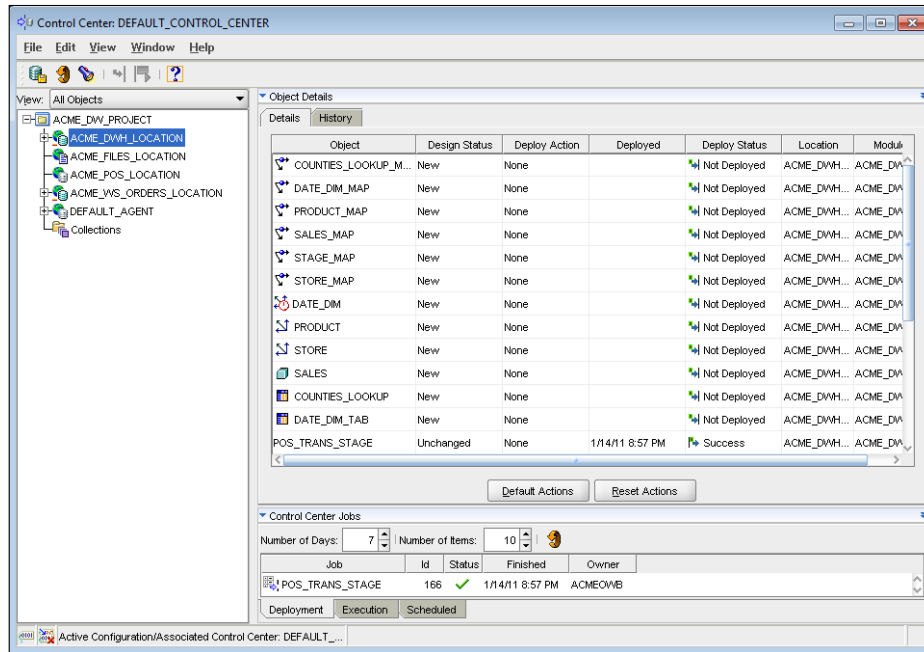 Control Center: DEFAULT_CONTROL_CENTER
File Edit View Window Help
View: All Objects
ACME_DW_PROJECT
ACME_DWH_LOCATION
ACME_FILES_LOCATION
ACME_POS_LOCATION
ACME_WS_ORDERS_LOCATION
DEFAULT_AGENT
Collections
Object Details
Details History
Object Design Status Deploy Action Deployed Deploy Status Location Module
COUNTIES_LOOKUP_M... New None Not Deployed ACME_DWH... ACME_DW
DATE_DIM_MAP New None Not Deployed ACME_DWH... ACME_DW
PRODUCT_MAP New None Not Deployed ACME_DWH... ACME_DW
SALES_MAP New None Not Deployed ACME_DWH... ACME_DW
STAGE_MAP New None Not Deployed ACME_DWH... ACME_DW
STORE_MAP New None Not Deployed ACME_DWH... ACME_DW
DATE_DIM New None Not Deployed ACME_DWH... ACME_DW
PRODUCT New None Not Deployed ACME_DWH... ACME_DW
STORE New None Not Deployed ACME_DWH... ACME_DW
SALES New None Not Deployed ACME_DWH... ACME_DW
COUNTIES_LOOKUP New None Not Deployed ACME_DWH... ACME_DW
DATE_DIM_TAB New None Not Deployed ACME_DWH... ACME_DW
POS_TRANS_STAGE Unchanged None 1/14/11 8:57 PM Success ACME_DWH... ACME_DW
Default Actions Reset Actions
Control Center Jobs
Number of Days: 7 Number of Items: 10
Job Id Status Finished Owner
POS_TRANS_STAGE 166 1/14/11 8:57 PM ACMEOWB
Deployment Execution Scheduled
Active Configuration/Associated Control Center: DEFAULT_...